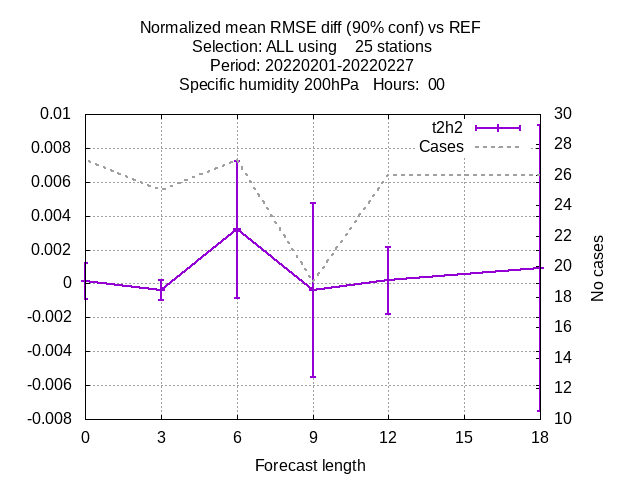 Normalized mean RMSE diff (90% conf) vs REF
Selection: ALL using    25 stations
Period: 20220201-20220227
Specific humidity 200hPa   Hours:  00
t2h2
Cases
0.01
0.008
0.006
0.004
0.002
0
-0.002
-0.004
-0.006
-0.008
30
28
26
24
22
20
18
16
14
12
10
No cases
0 3 6 9 12 15 18
Forecast length